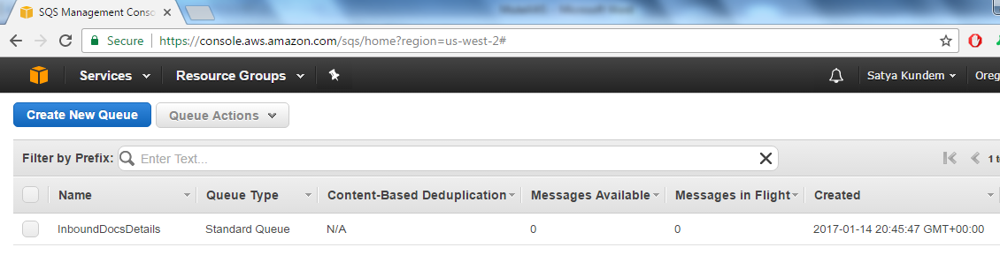 SQS Management Conso
Secure https://console.aws.amazon.com/sqs/home?region=us-west-2#
Services Resource Groups Satya Kundem Oreg
Create New Queue Queue Actions
Filter by Prefix: Enter Text... 1 to
Name Queue Type Content-Based Deduplication Messages Available Messages in Flight Created
InboundDocsDetails Standard Queue N/A 0 0 2017-01-14 20:45:47 GMT+00:00